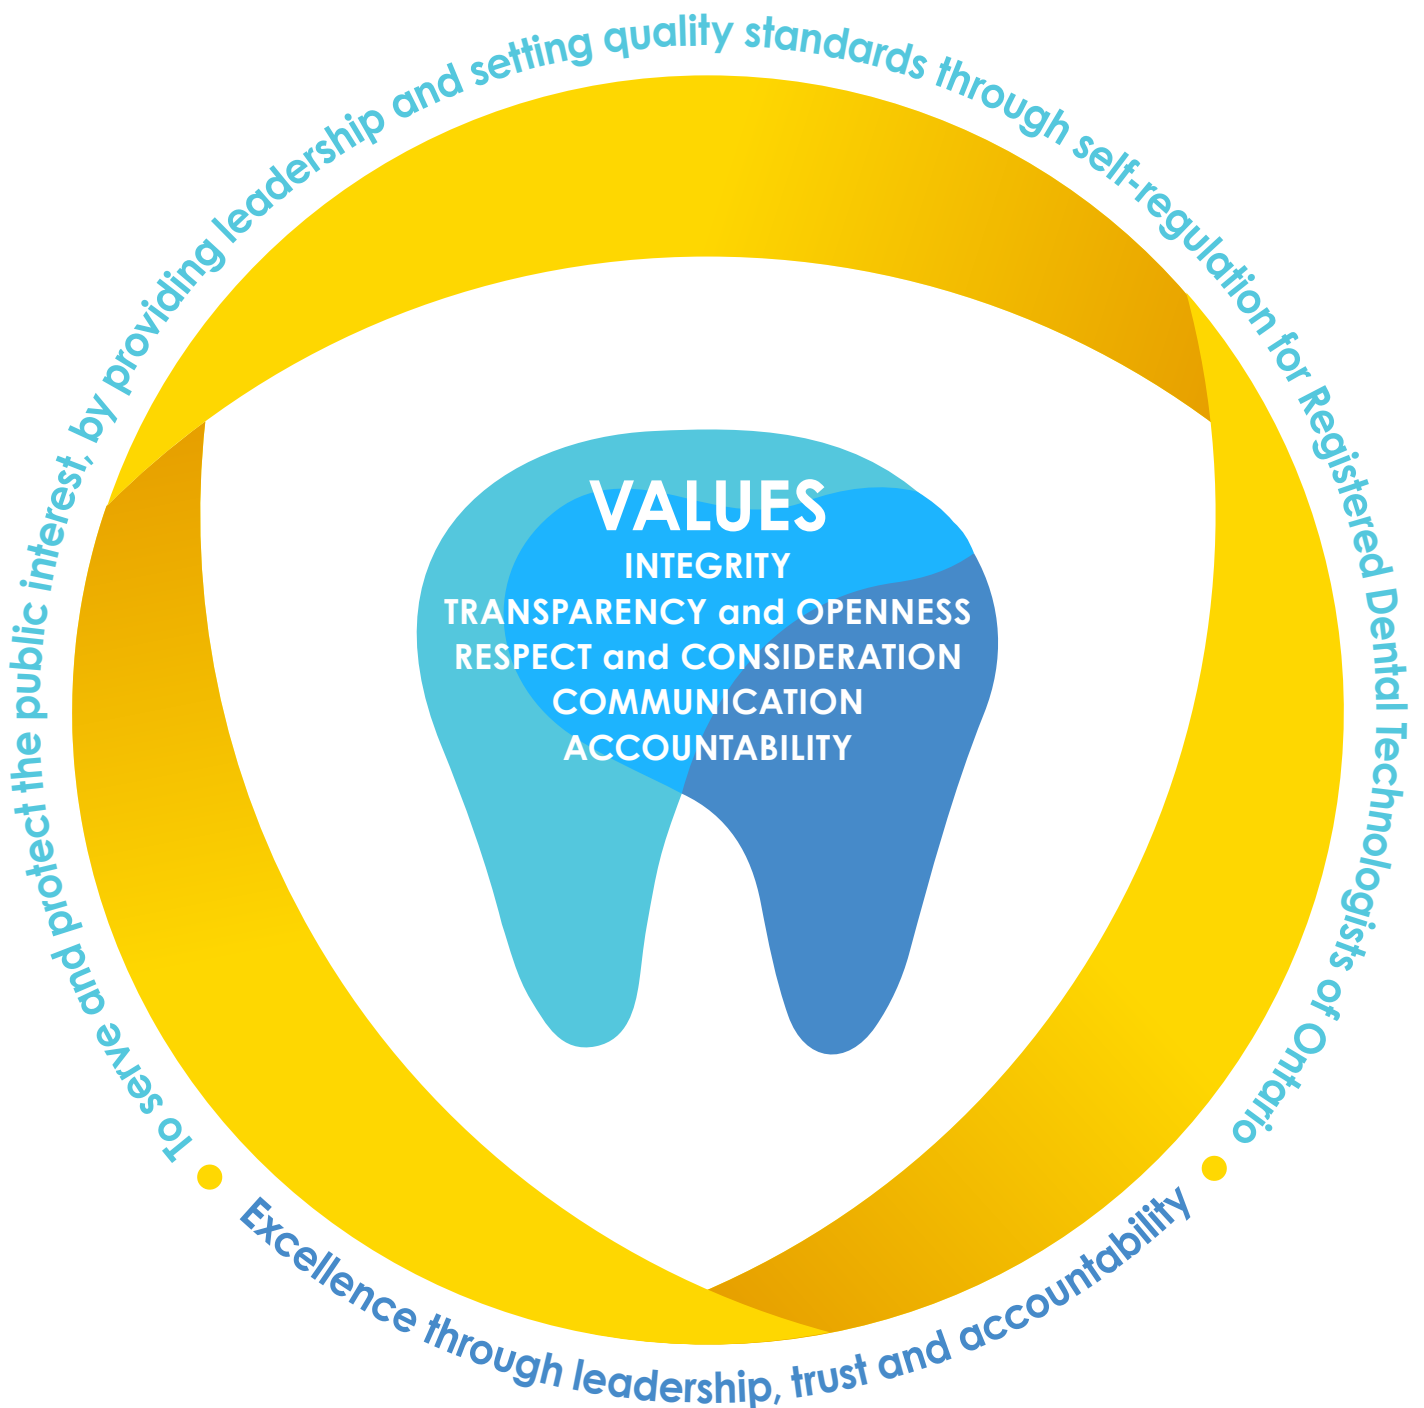 To serve and protect the public interest, by providing leadership and setting quality standards through self-regulation for Registered Dental Technologists of Ontario
VALUES
INTEGRITY
TRANSPARENCY and OPENNESS
RESPECT and CONSIDERATION
COMMUNICATION
ACCOUNTABILITY
Excellence through leadership, trust and accountability